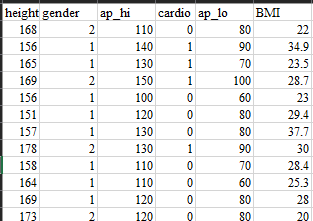 height gender ap_hi cardio ap_lo BMI
168 2 110 0 80 22
156 1 140 1 90 34.9
165 1 130 1 70 23.5
169 2 150 1 100 28.7
156 1 100 0 60 23
151 1 120 0 80 29.4
157 1 130 0 80 37.7
178 2 130 1 90 30
158 1 110 0 70 28.4
164 1 110 0 60 25.3
169 1 120 0 80 28
173 2 120 0 80 20